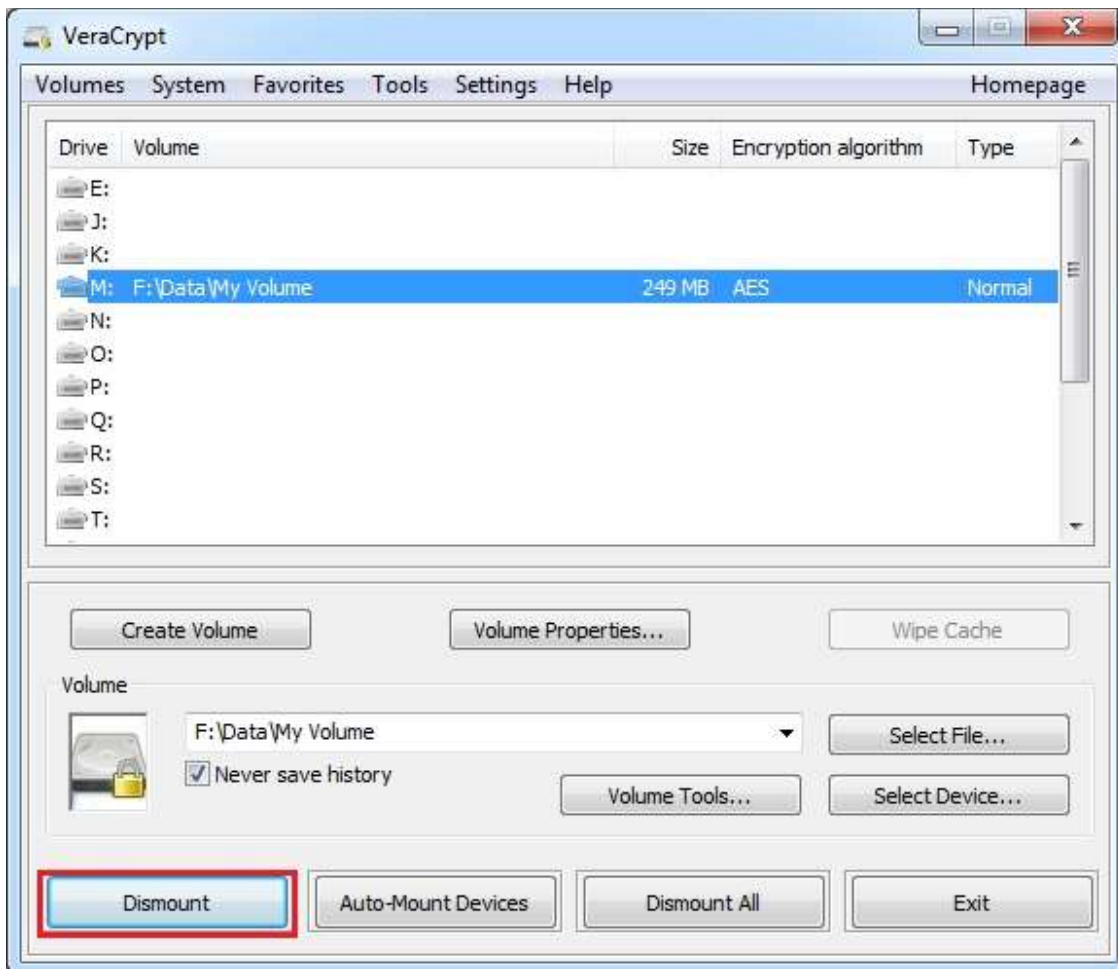 VeraCrypt
Volumes System Favorites Tools Settings Help Homepage
Drive Volume Size Encryption algorithm Type
E:
J:
K:
M: F:\Data\My Volume 249 MB AES Normal
N:
O:
P:
Q:
R:
S:
T:
Create Volume Volume Properties... Wipe Cache
Volume
F:\Data\My Volume Select File...
Never save history
Volume Tools... Select Device...
Dismount Auto-Mount Devices Dismount All Exit